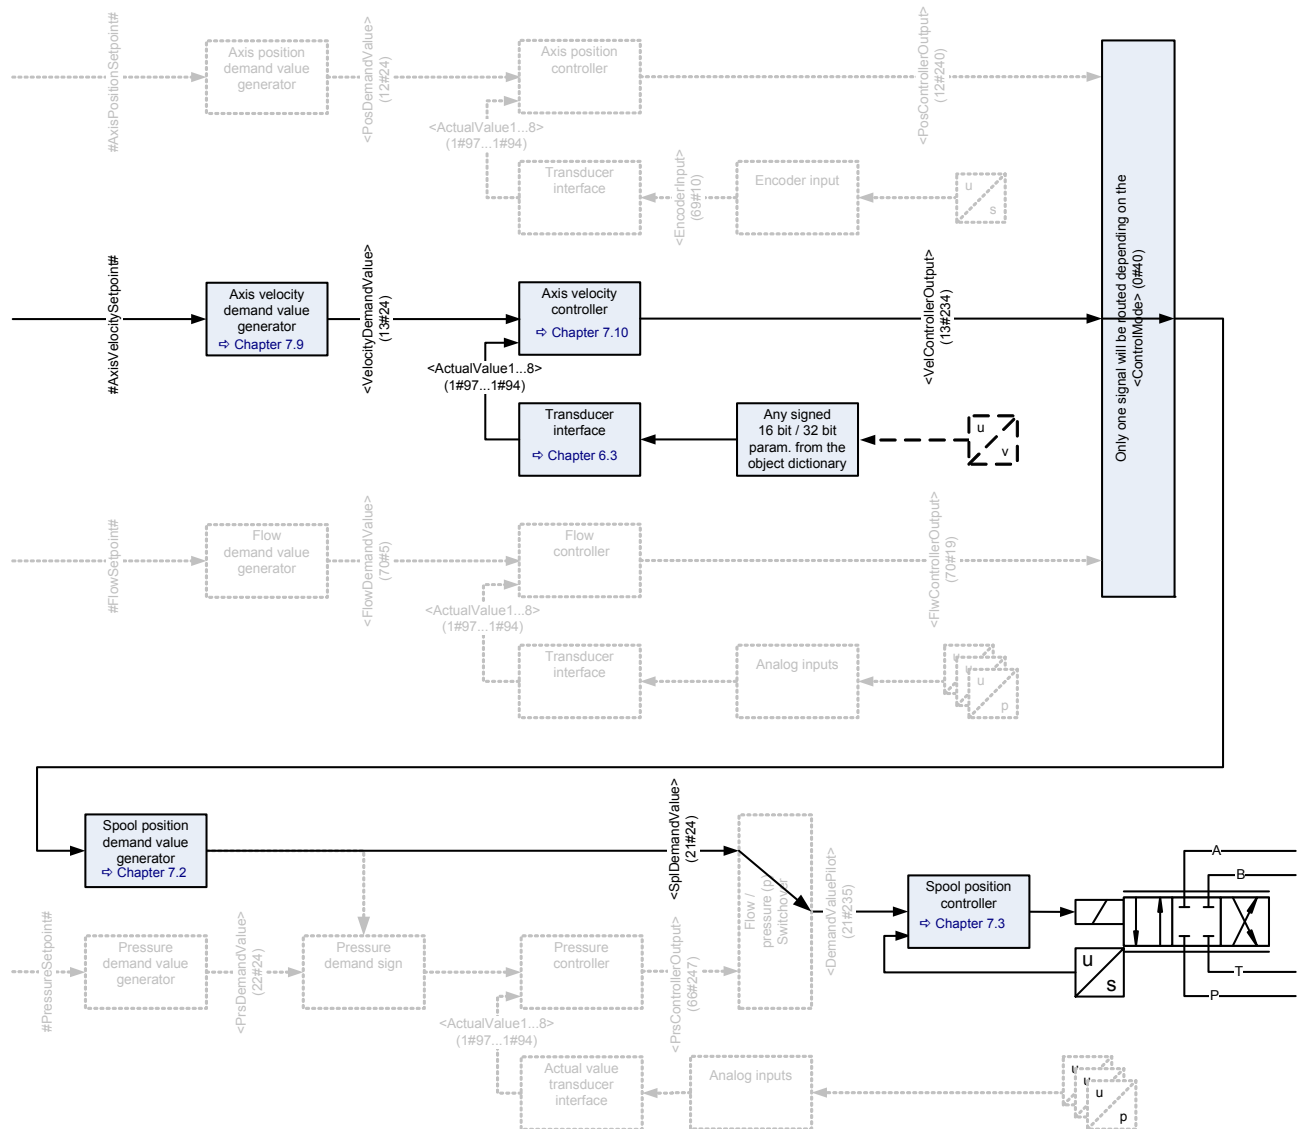 #AxisPositionSetpoint#
Axis position
demand value
generator
<PosDemandValue>
(12#24)
Axis position
controller
<ActualValue1...8>
(1#97...1#94)
<PosControllerOutput>
(12#240)
Transducer
interface
<EncoderInput>
(69#10)
Encoder input
u
s
Only one signal will be routed depending on the
<ControlMode> (0#40)
#AxisVelocitySetpoint#
Axis velocity
demand value
generator
⇨ Chapter 7.9
<VelocityDemandValue>
(13#24)
Axis velocity
controller
⇨ Chapter 7.10
<ActualValue1...8>
(1#97...1#94)
<VelControllerOutput>
(13#234)
Transducer
interface
⇨ Chapter 6.3
Any signed
16 bit / 32 bit
param. from the
object dictionary
u
v
#FlowSetpoint#
Flow
demand value
generator
<FlowDemandValue>
(70#5)
Flow
controller
<ActualValue1...8>
(1#97...1#94)
<FlwControllerOutput>
(70#19)
Transducer
interface
Analog inputs
u
u
u
p
Spool position
demand value
generator
⇨ Chapter 7.2
<SplDemandValue>
(21#24)
Flow /
pressure (p)
Switchover
<DemandValuePilot>
(21#235)
Spool position
controller
⇨ Chapter 7.3
A
B
T
P
u
s
#PressureSetpoint#
Pressure
demand value
generator
<PrsDemandValue>
(22#24)
Pressure
demand sign
Pressure
controller
<ActualValue1...8>
(1#97...1#94)
<PrsControllerOutput>
(66#247)
Actual value
transducer
interface
Analog inputs
u
u
u
p